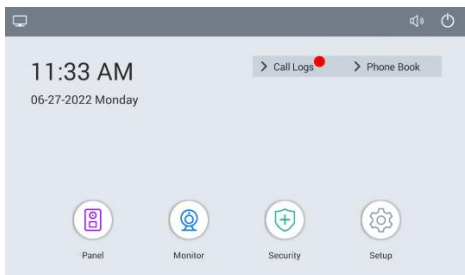 11:33 AM
Call Logs
Phone Book
06-27-2022 Monday
Panel
Monitor
Security
Setup